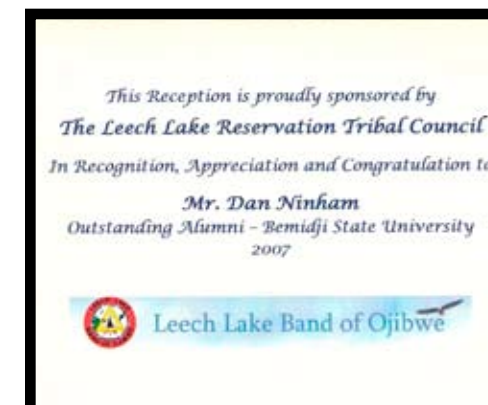 This Reception is proudly sponsored by
The Leech Lake Reservation Tribal Council
In Recognition, Appreciation and Congratulation to
Mr. Dan Ninham
Outstanding Alumni - Bemidji State University
2007
Leech Lake Band of Ojibwe